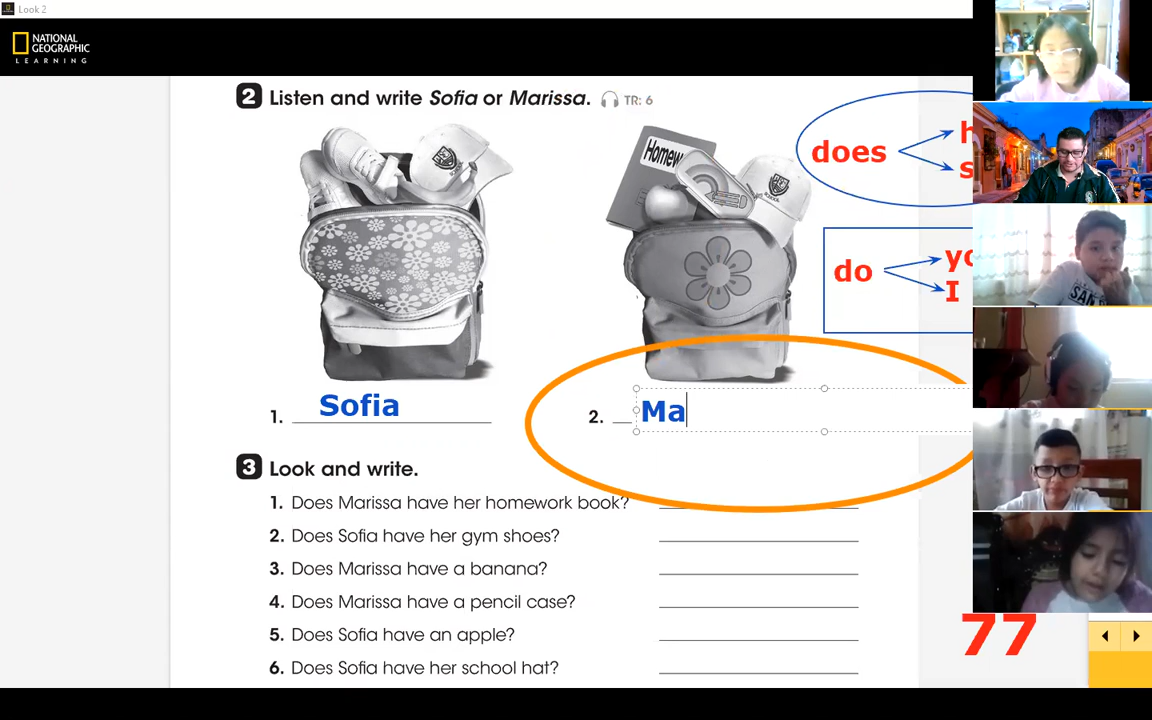 Look 2
NATIONAL
GEOGRAPHIC
LEARNING
2 Listen and write Sofia or Marissa. TR: 6
Homew
does
h
s
do
yo
I
1. Sofia
2. Ma
3 Look and write.
1. Does Marissa have her homework book?
2. Does Sofia have her gym shoes?
3. Does Marissa have a banana?
4. Does Marissa have a pencil case?
5. Does Sofia have an apple?
6. Does Sofia have her school hat?
77